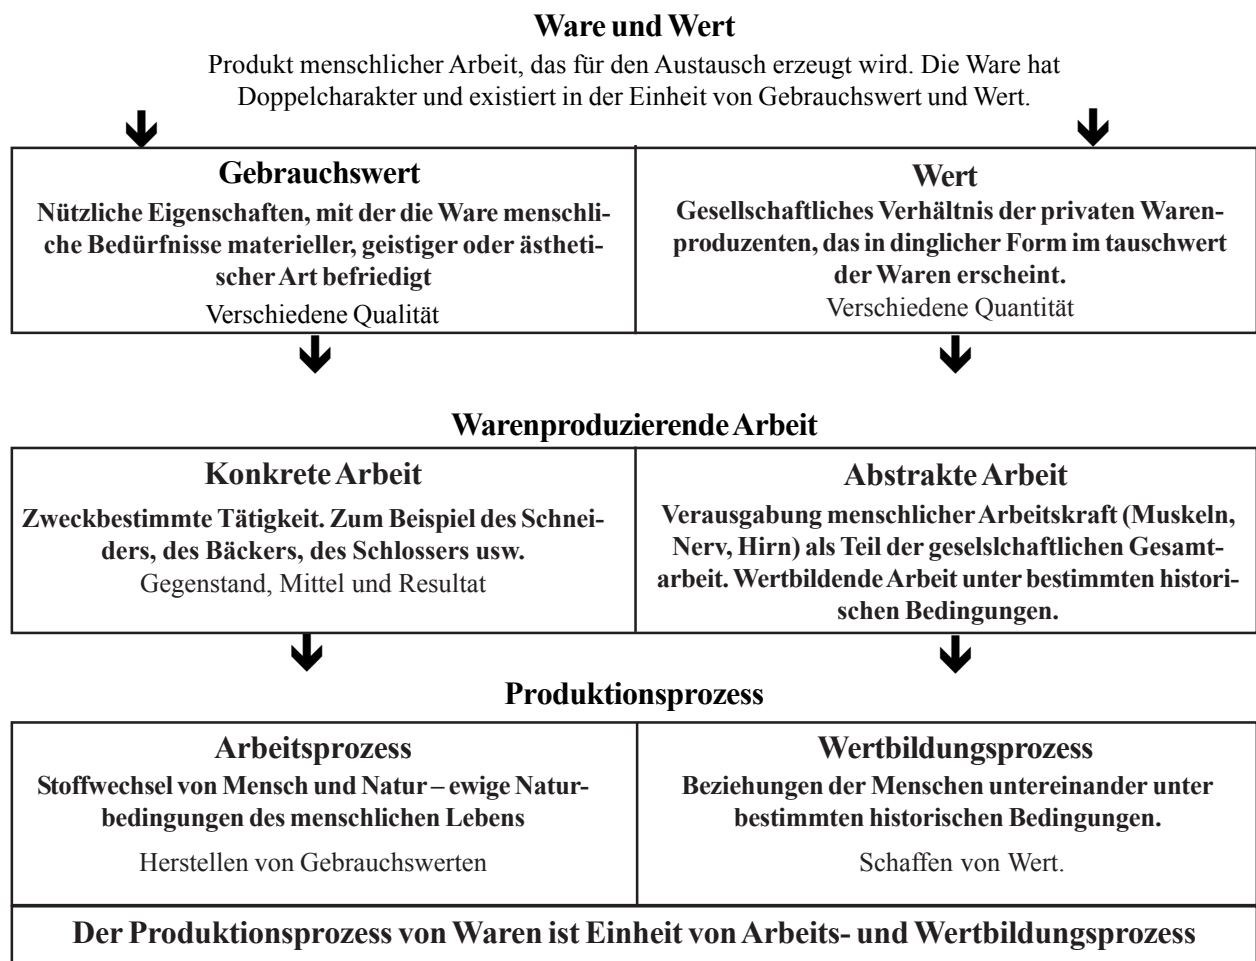 Ware und Wert
Produkt menschlicher Arbeit, das für den Austausch erzeugt wird. Die Ware hat
Doppelcharakter und existiert in der Einheit von Gebrauchswert und Wert.
Gebrauchswert
Nützliche Eigenschaften, mit der die Ware menschli-
che Bedürfnisse materieller, geistiger oder ästheti-
scher Art befriedigt
Verschiedene Qualität
Wert
Gesellschaftliches Verhältnis der privaten Waren-
produzenten, das in dinglicher Form im tauschwert
der Waren erscheint.
Verschiedene Quantität
Warenproduzierende Arbeit
Konkrete Arbeit
Zweckbestimmte Tätigkeit. Zum Beispiel des Schnei-
ders, des Bäckers, des Schlossers usw.
Gegenstand, Mittel und Resultat
Abstrakte Arbeit
Verausgabung menschlicher Arbeitskraft (Muskeln,
Nerv, Hirn) als Teil der geselslchaftlichen Gesamt-
arbeit. Wertbildende Arbeit unter bestimmten histori-
schen Bedingungen.
Produktionsprozess
Arbeitsprozess
Stoffwechsel von Mensch und Natur – ewige Natur-
bedingungen des menschlichen Lebens
Herstellen von Gebrauchswerten
Wertbildungsprozess
Beziehungen der Menschen untereinander unter
bestimmten historischen Bedingungen.
Schaffen von Wert.
Der Produktionsprozess von Waren ist Einheit von Arbeits- und Wertbildungsprozess